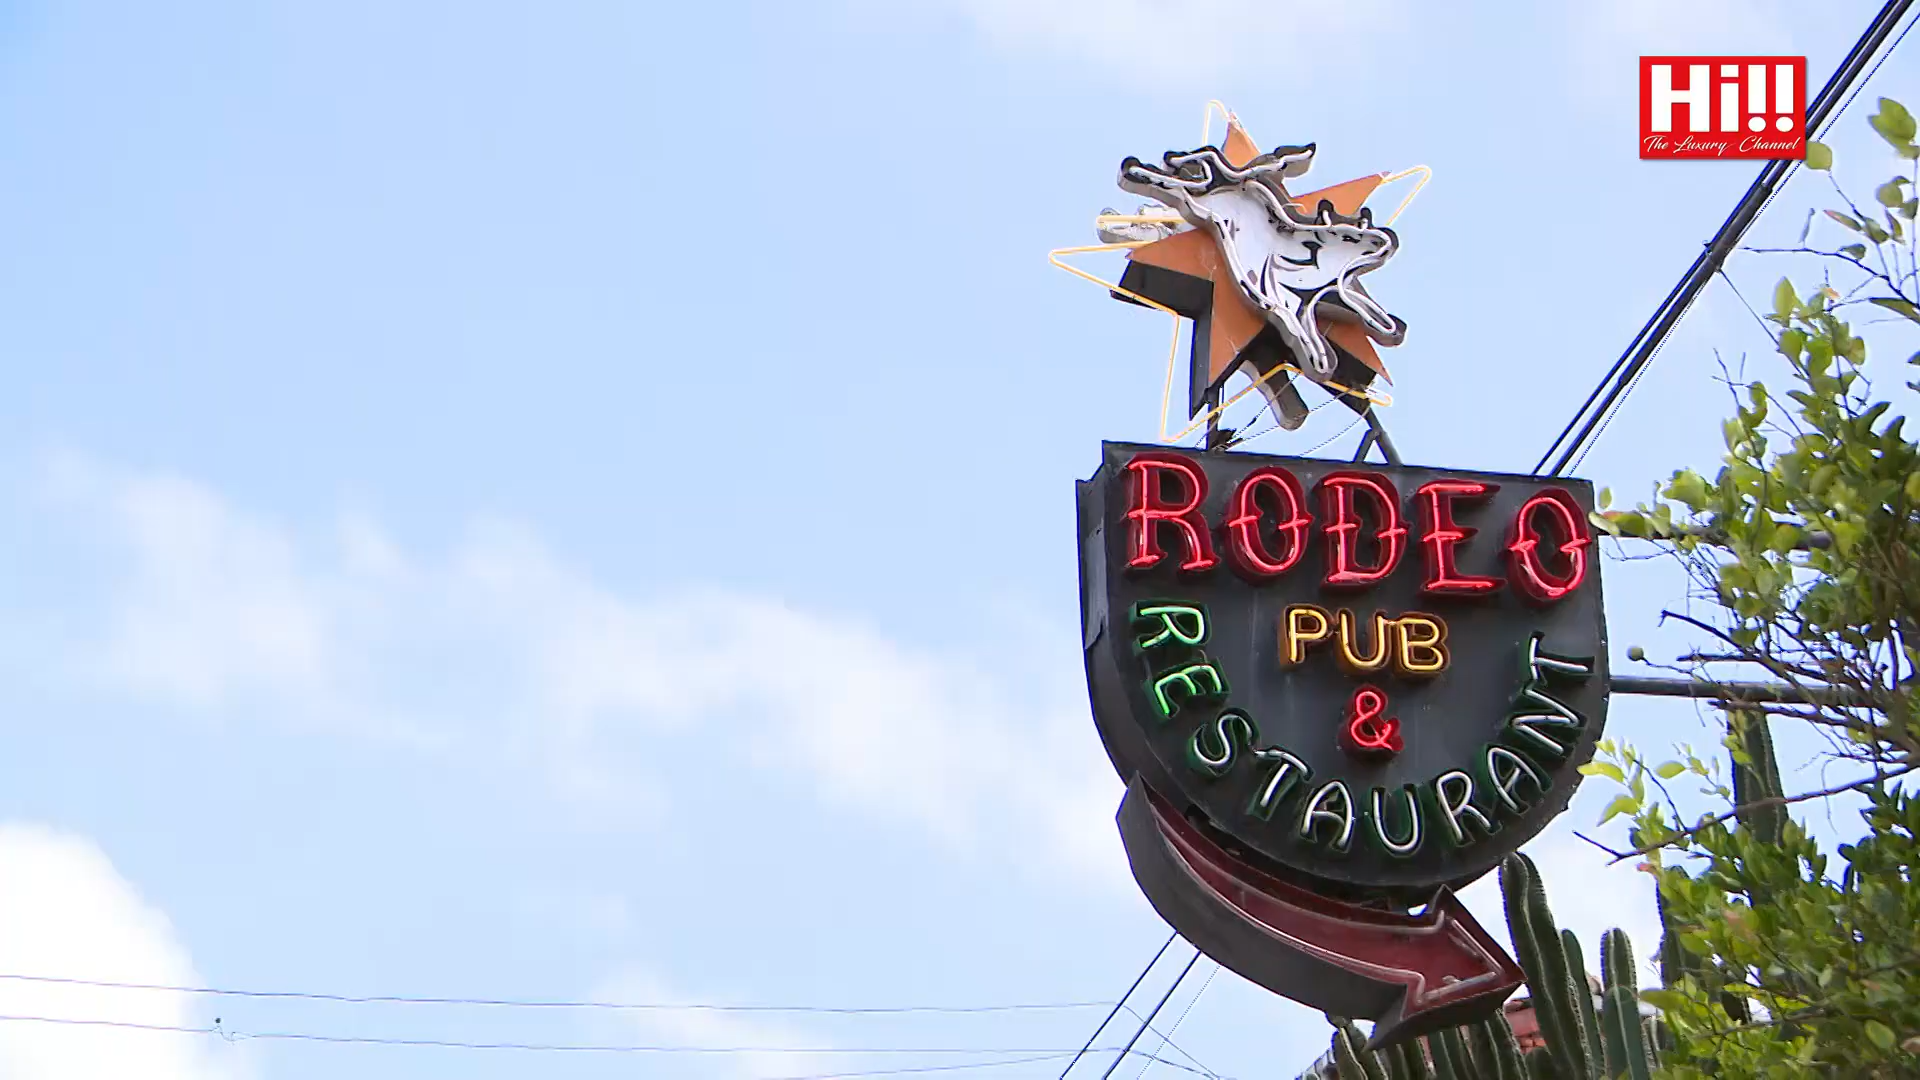 Hi!!
The Luxury Channel
RODEO
PUB
&
RESTAURANT